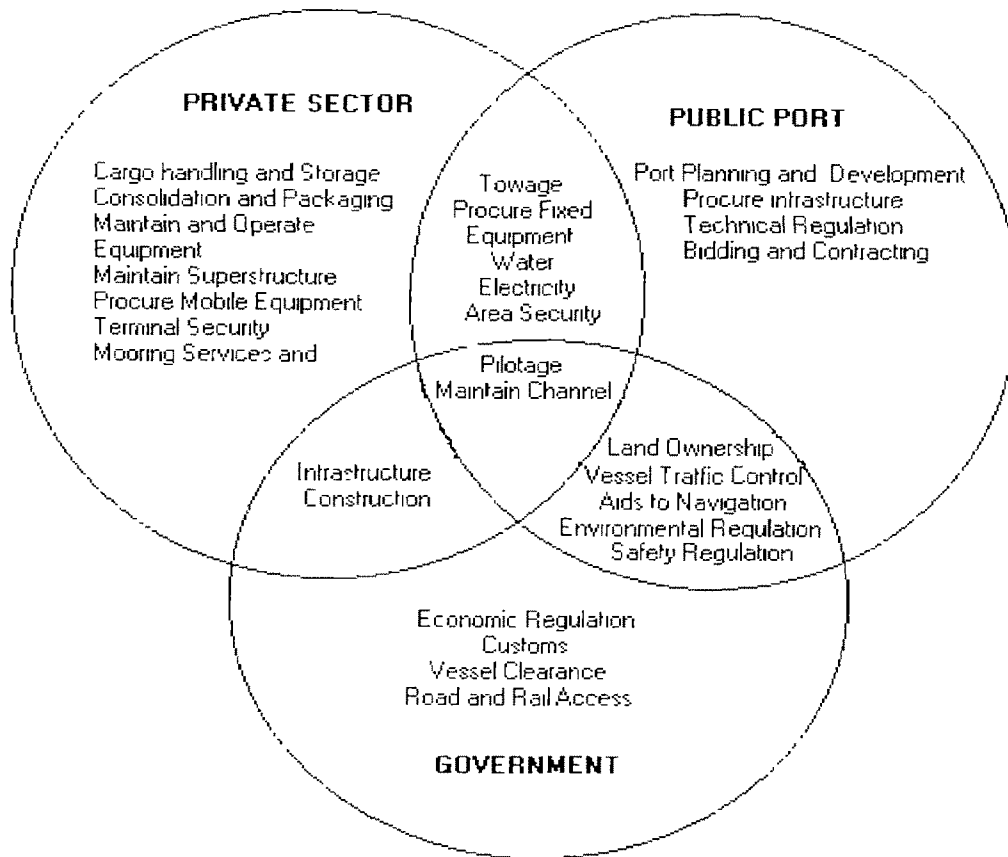 PRIVATE SECTOR
Cargo handling and Storage
Consolidation and Packaging
Maintain and Operate
Equipment
Maintain Superstructure
Procure Mobile Equipment
Terminal Security
Mooring Services and
Towage
Procure Fixed
Equipment
Water
Electricity
Area Security
PUBLIC PORT
Port Planning and Development
Procure infrastructure
Technical Regulation
Bidding and Contracting
Pilotage
Maintain Channel
Infrastructure
Construction
Land Ownership
Vessel Traffic Control
Aids to Navigation
Environmental Regulation
Safety Regulation
Economic Regulation
Customs
Vessel Clearance
Road and Rail Access
GOVERNMENT